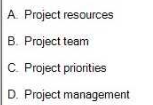 A. Project resources
B. Project team
C. Project priorities
D. Project management